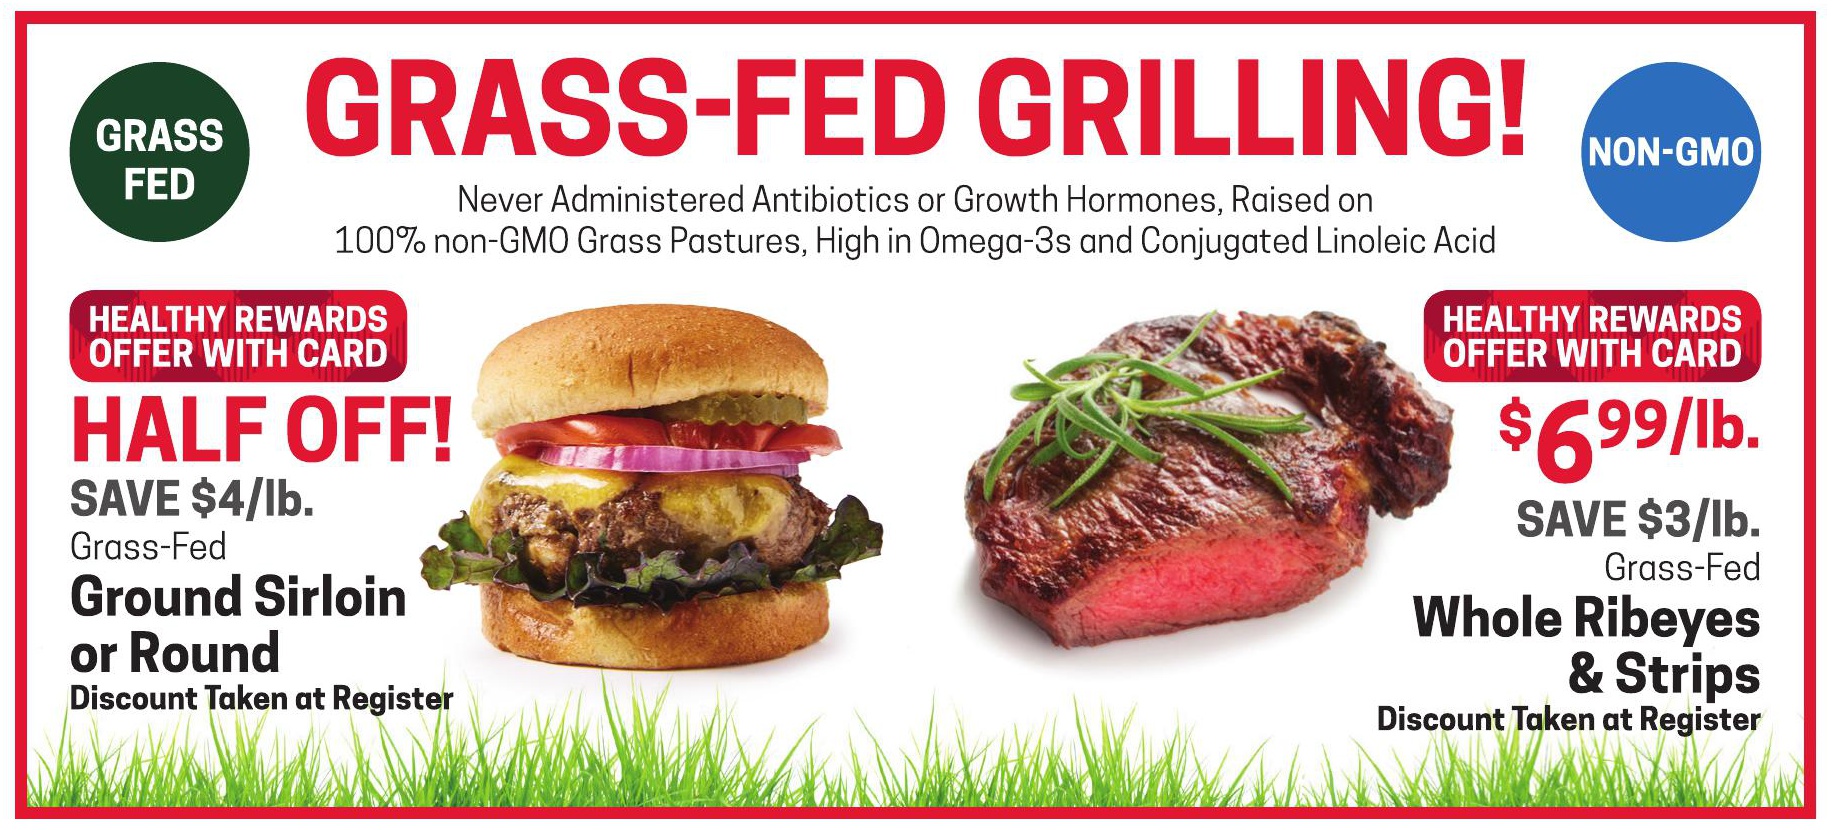 GRASS-FED GRILLING!
GRASS
FED
NON-GMO
Never Administered Antibiotics or Growth Hormones, Raised on
100% non-GMO Grass Pastures, High in Omega-3s and Conjugated Linoleic Acid
HEALTHY REWARDS
OFFER WITH CARD
HALF OFF!
SAVE $4/lb.
Grass-Fed
Ground Sirloin
or Round
Discount Taken at Register
HEALTHY REWARDS
OFFER WITH CARD
$6 99/lb.
SAVE $3/lb.
Grass-Fed
Whole Ribeyes
& Strips
Discount Taken at Register